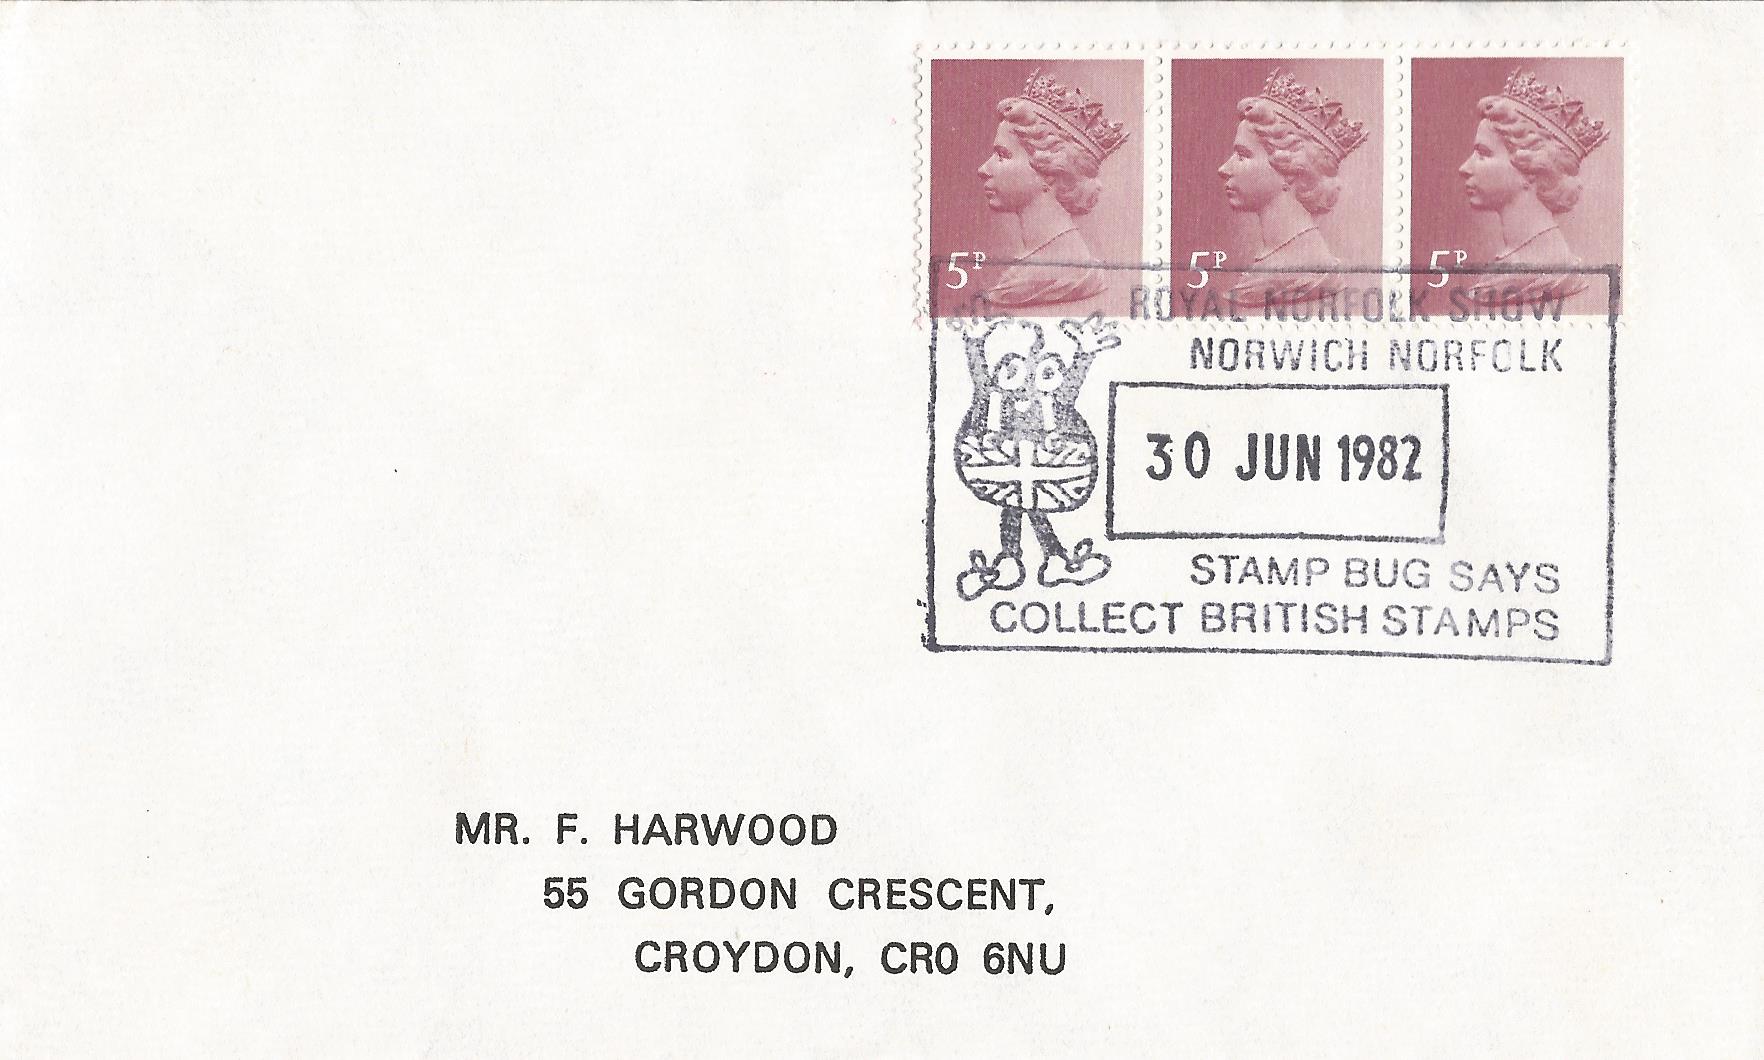 5P 5P 5P
ROYAL NORFOLK SHOW
NORWICH NORFOLK
30 JUN 1982
STAMP BUG SAYS
COLLECT BRITISH STAMPS
MR. F. HARWOOD
55 GORDON CRESCENT,
CROYDON, CR0 6NU